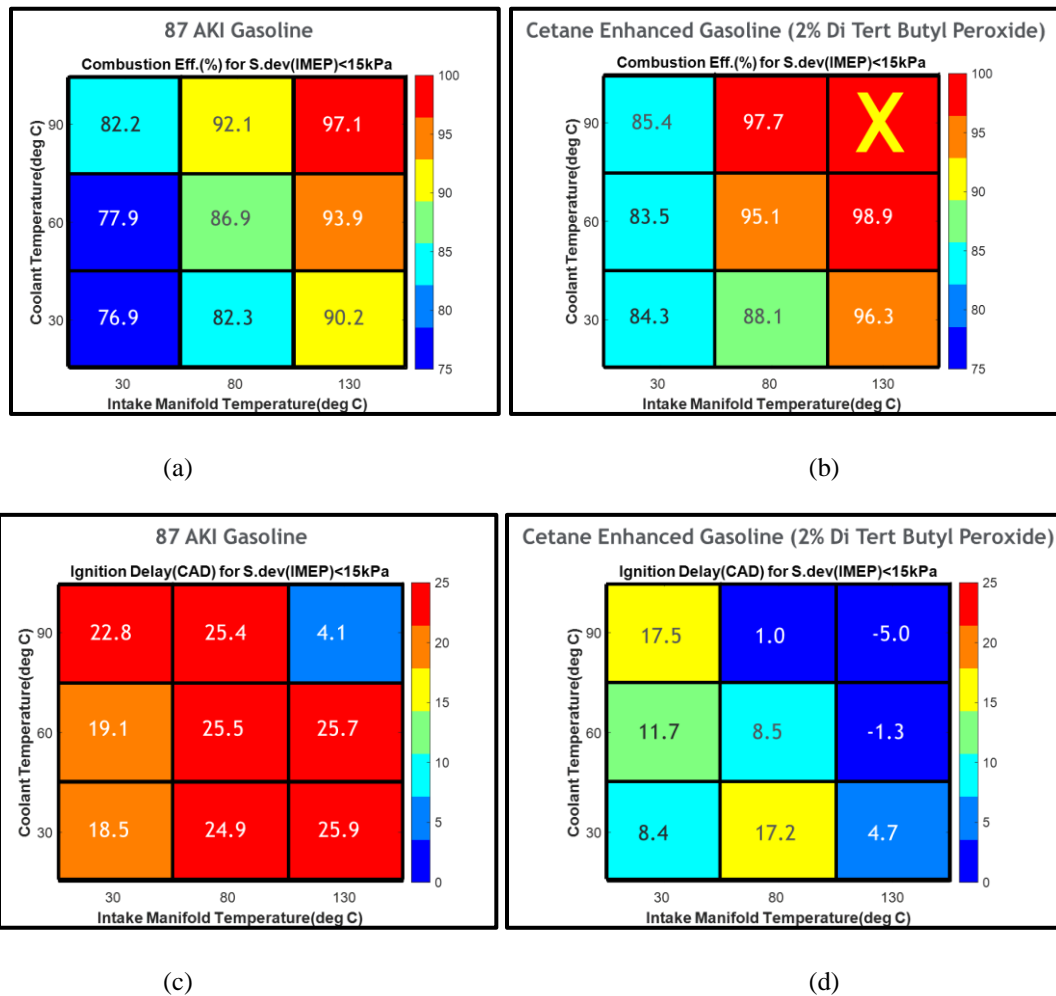 87 AKI Gasoline
Combustion Eff.(%) for S.dev(IMEP)<15kPa
Coolant Temperature(deg C)
90
60
30
82.2 92.1 97.1
77.9 86.9 93.9
76.9 82.3 90.2
30 80 130
Intake Manifold Temperature(deg C)
100
95
90
85
80
75
(a)
Cetane Enhanced Gasoline (2% Di Tert Butyl Peroxide)
Combustion Eff.(%) for S.dev(IMEP)<15kPa
Coolant Temperature(deg C)
90
60
30
85.4 97.7 X
83.5 95.1 98.9
84.3 88.1 96.3
30 80 130
Intake Manifold Temperature(deg C)
100
95
90
85
80
75
(b)
87 AKI Gasoline
Ignition Delay(CAD) for S.dev(IMEP)<15kPa
Coolant Temperature(deg C)
90
60
30
22.8 25.4 4.1
19.1 25.5 25.7
18.5 24.9 25.9
30 80 130
Intake Manifold Temperature(deg C)
25
20
15
10
5
0
(c)
Cetane Enhanced Gasoline (2% Di Tert Butyl Peroxide)
Ignition Delay(CAD) for S.dev(IMEP)<15kPa
Coolant Temperature(deg C)
90
60
30
17.5 1.0 -5.0
11.7 8.5 -1.3
8.4 17.2 4.7
30 80 130
Intake Manifold Temperature(deg C)
25
20
15
10
5
0
(d)